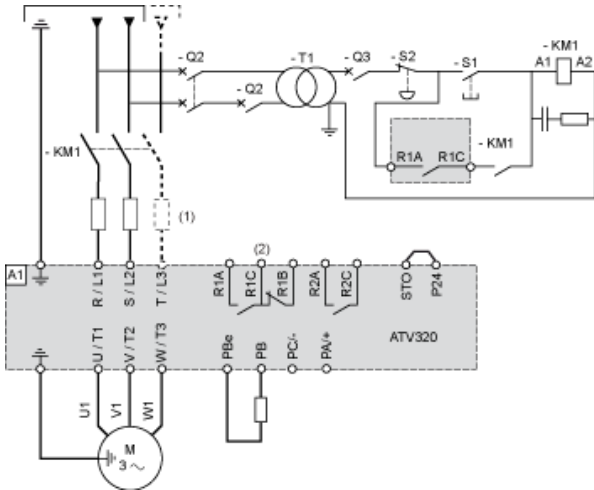 - Q2
- T1
- Q3
- S2
- S1
- KM1
A1
A2
- Q2
- KM1
R1A
R1C
- KM1
(1)
(2)
A1
R / L1
S / L2
T / L3
R1A
R1C
R1B
R2A
R2C
STO
P24
ATV320
U / T1
V / T2
W / T3
PBe
PB
PC/-
PA/+
U1
V1
W1
M
3 ~